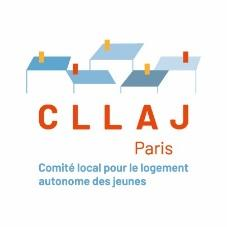 CLLAJ
Paris
Comité local pour le logement
autonome des jeunes